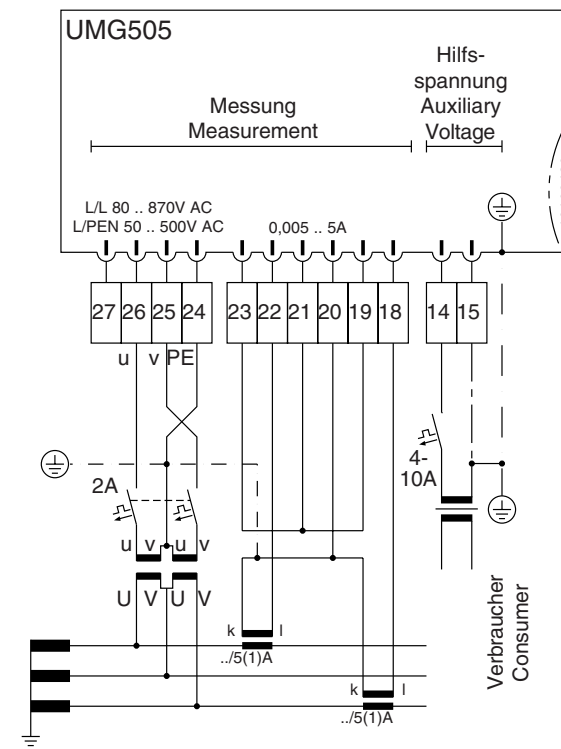 UMG505
Hilfs-
spannung
Auxiliary
Voltage
Messung
Measurement
L/L 80 .. 870V AC
L/PEN 50 .. 500V AC
0,005 .. 5A
27 26 25 24 23 22 21 20 19 18 14 15
u v PE
4-
10A
2A
u v u v
U V U V
k l
../5(1)A
k l
../5(1)A
Verbraucher
Consumer